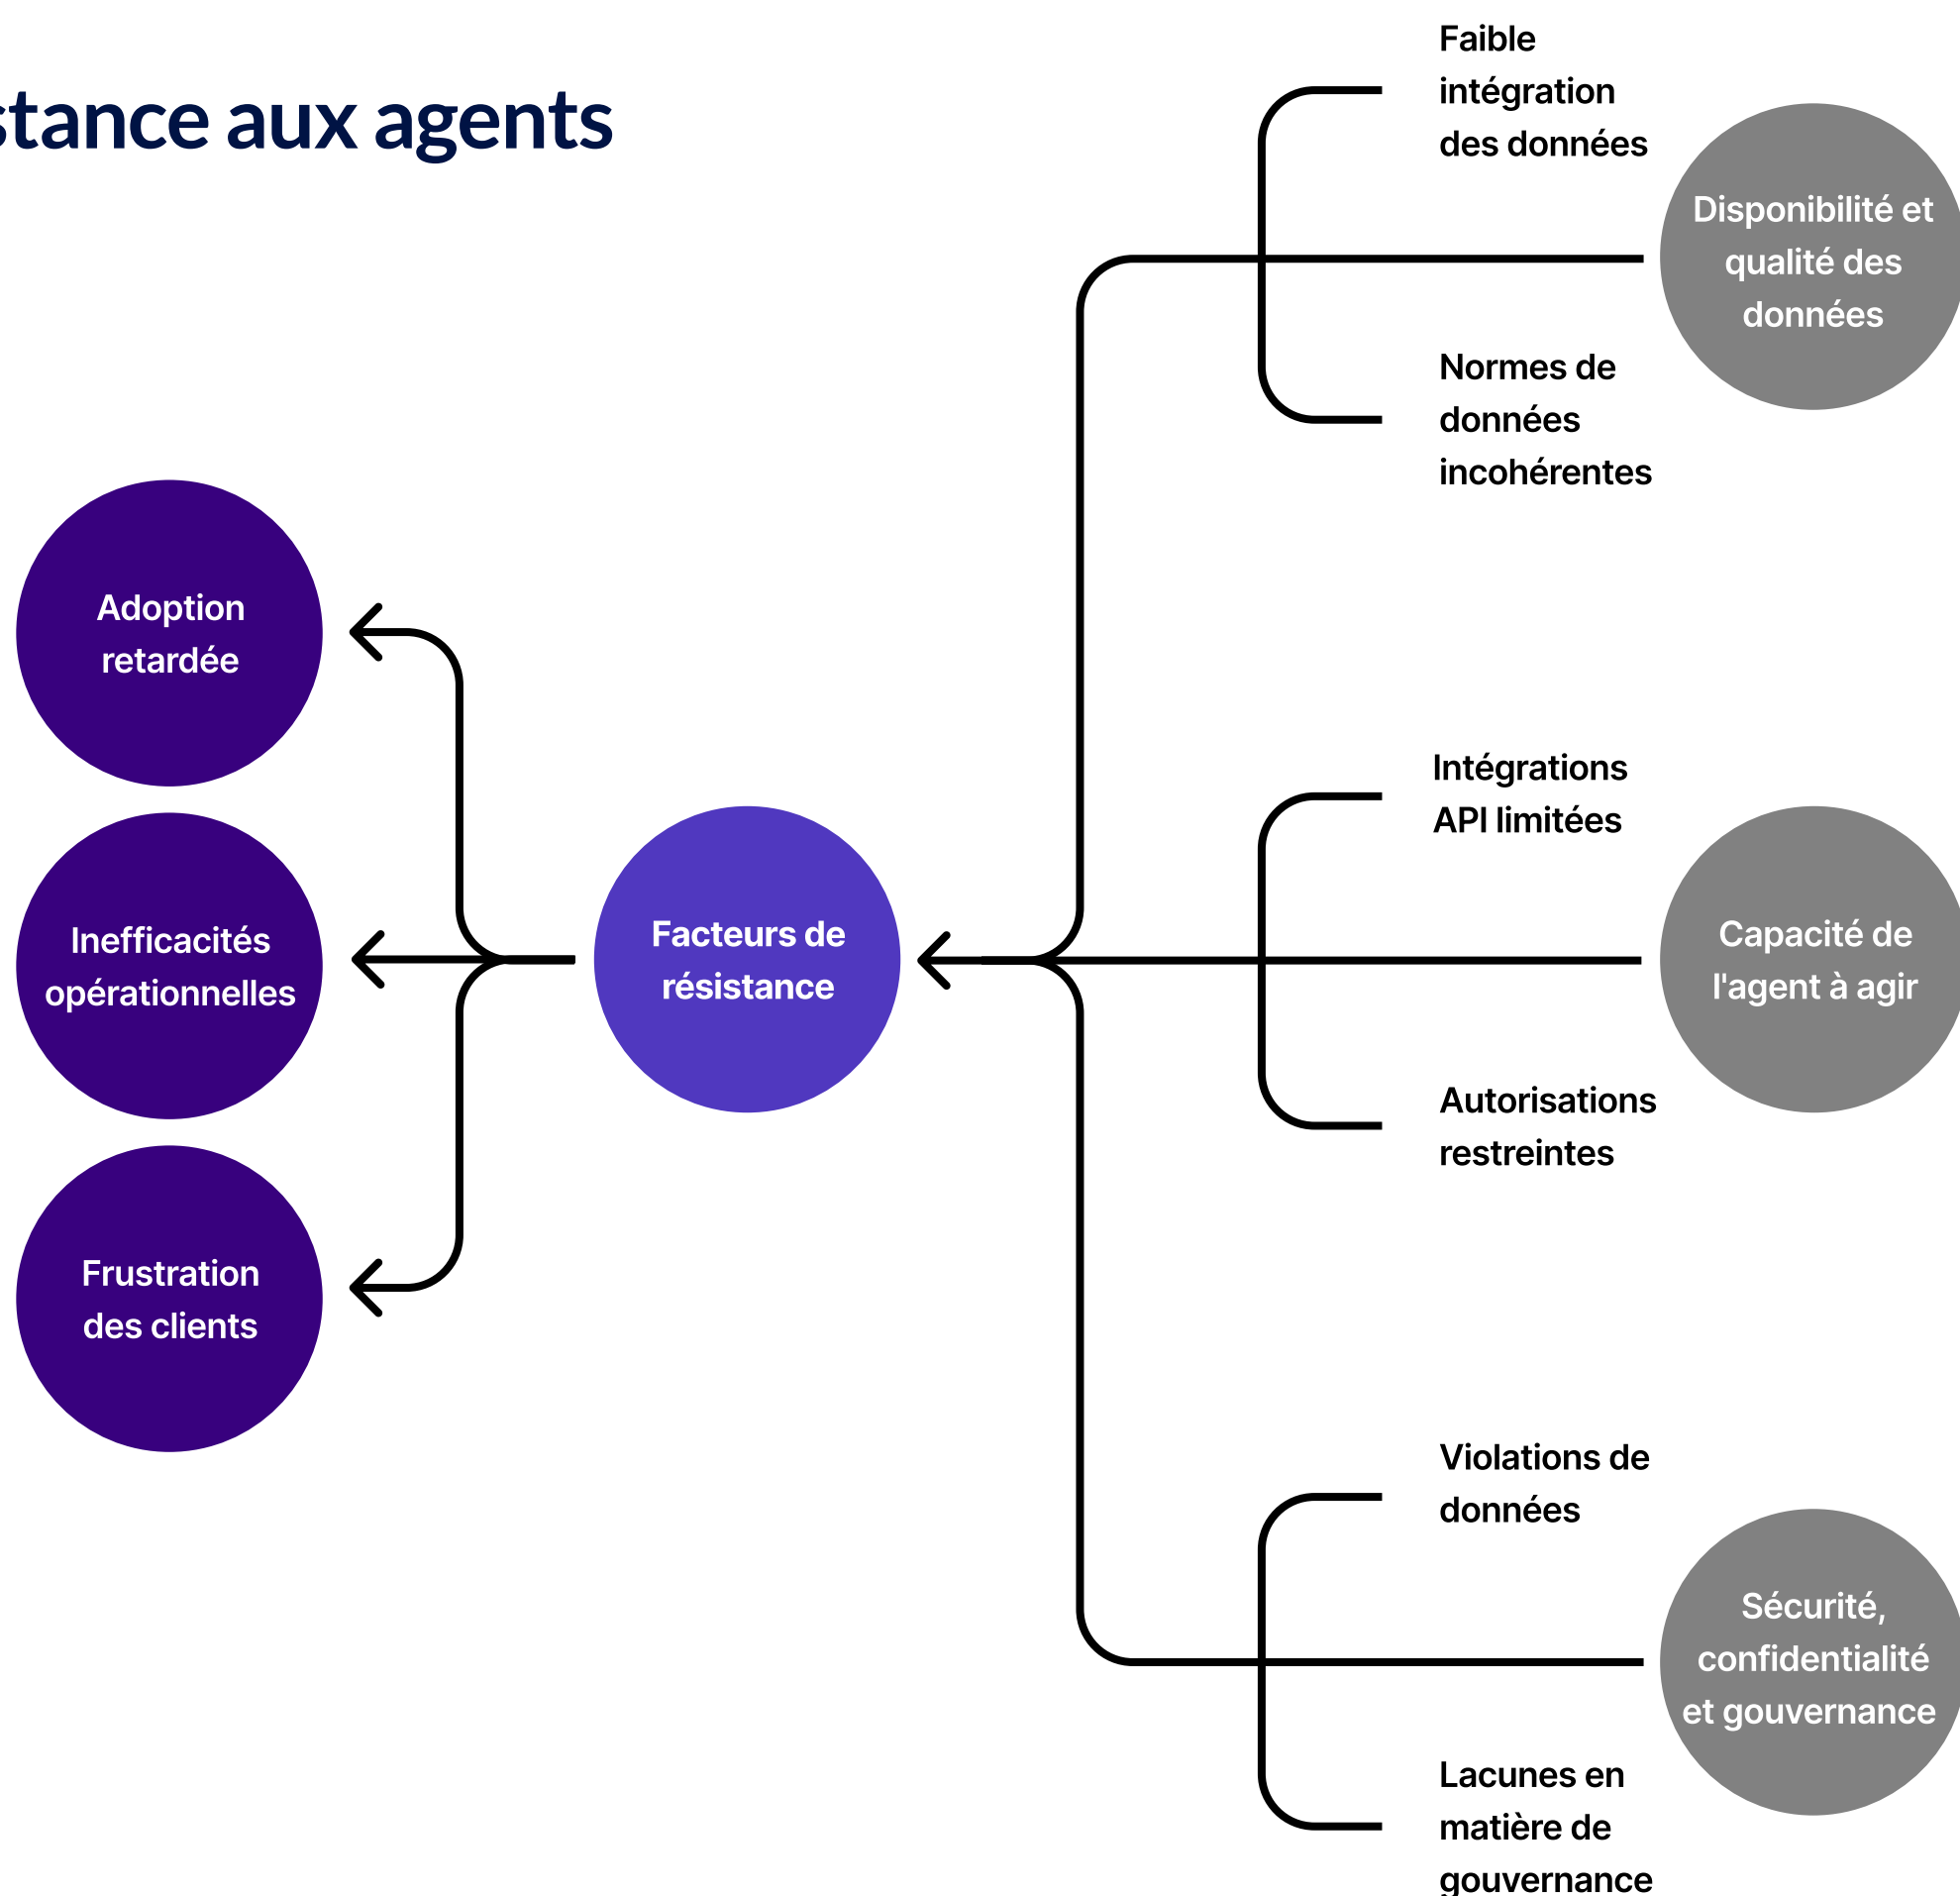 aux agents
Faible
intégration
des données
Disponibilité et
qualité des
données
Normes de
données
incohérentes
Adoption
retardée
Inefficacités
opérationnelles
Frustration
des clients
Facteurs de
résistance
Intégrations
API limitées
Capacité de
l'agent à agir
Autorisations
restreintes
Violations de
données
Sécurité,
confidentialité
et gouvernance
Lacunes en
matière de
gouvernance